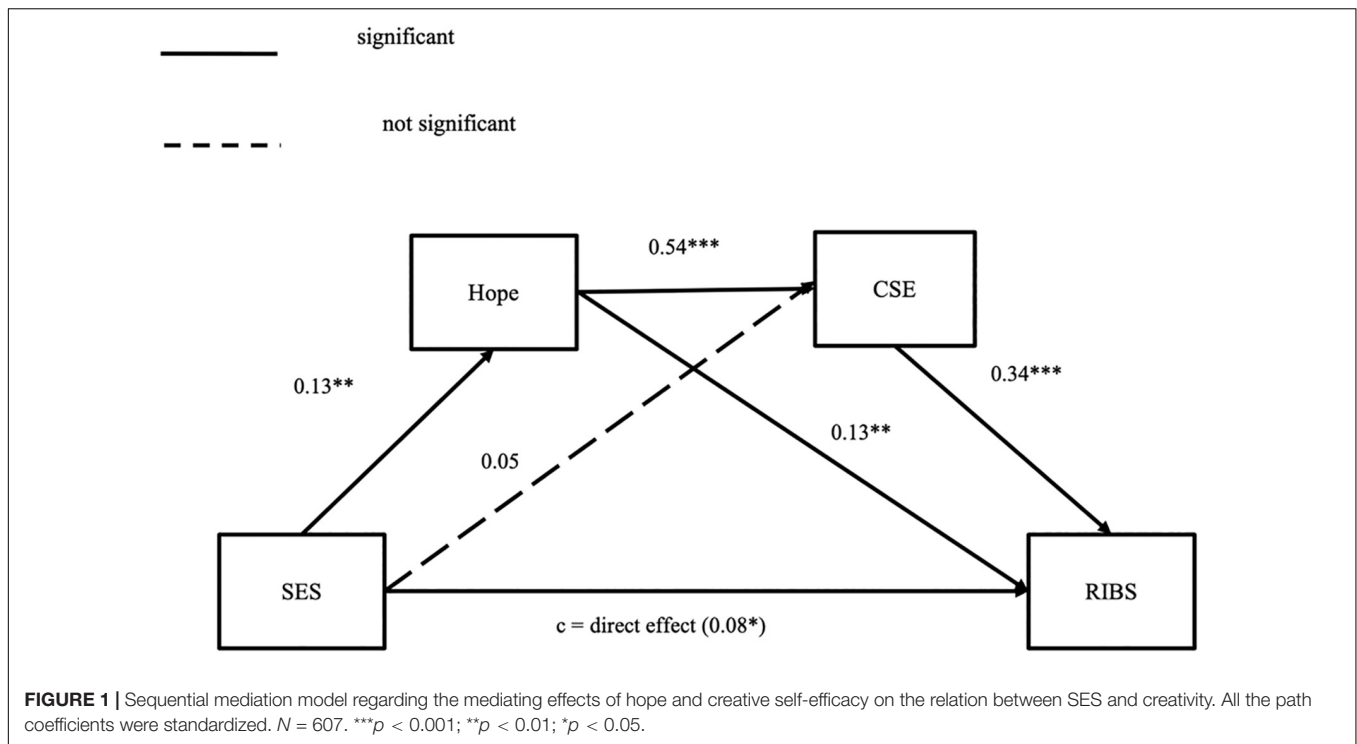 significant
not significant
0.54***
Hope
CSE
0.13**
0.34***
0.13**
0.05
SES
RIBS
c = direct effect (0.08*)
FIGURE 1 | Sequential mediation model regarding the mediating effects of hope and creative self-efficacy on the relation between SES and creativity. All the path
coefficients were standardized. N = 607. ***p < 0.001; **p < 0.01; *p < 0.05.